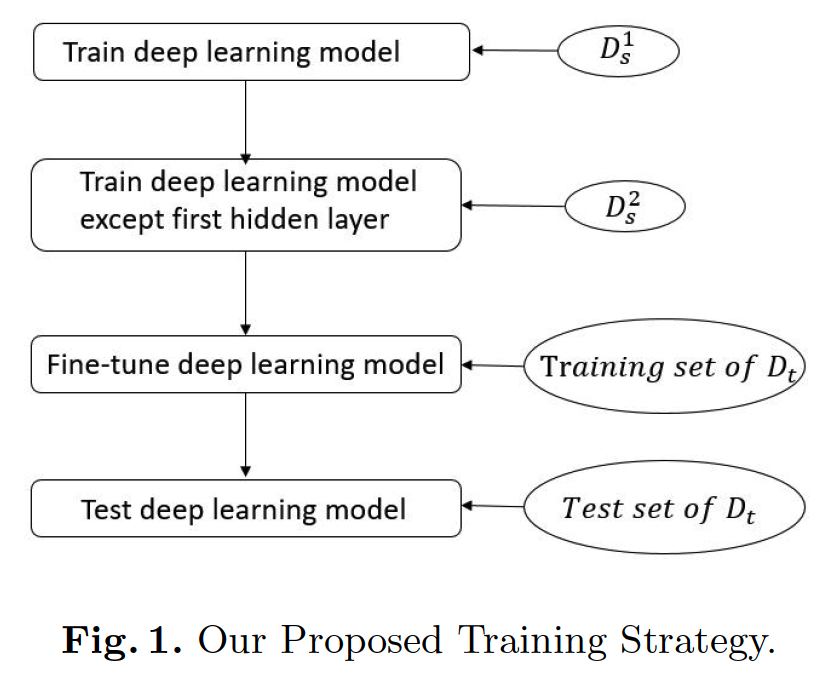 Train deep learning model
$D_s^1$
Train deep learning model
except first hidden layer
$D_s^2$
Fine-tune deep learning model
Training set of $D_t$
Test deep learning model
Test set of $D_t$
Fig. 1. Our Proposed Training Strategy.